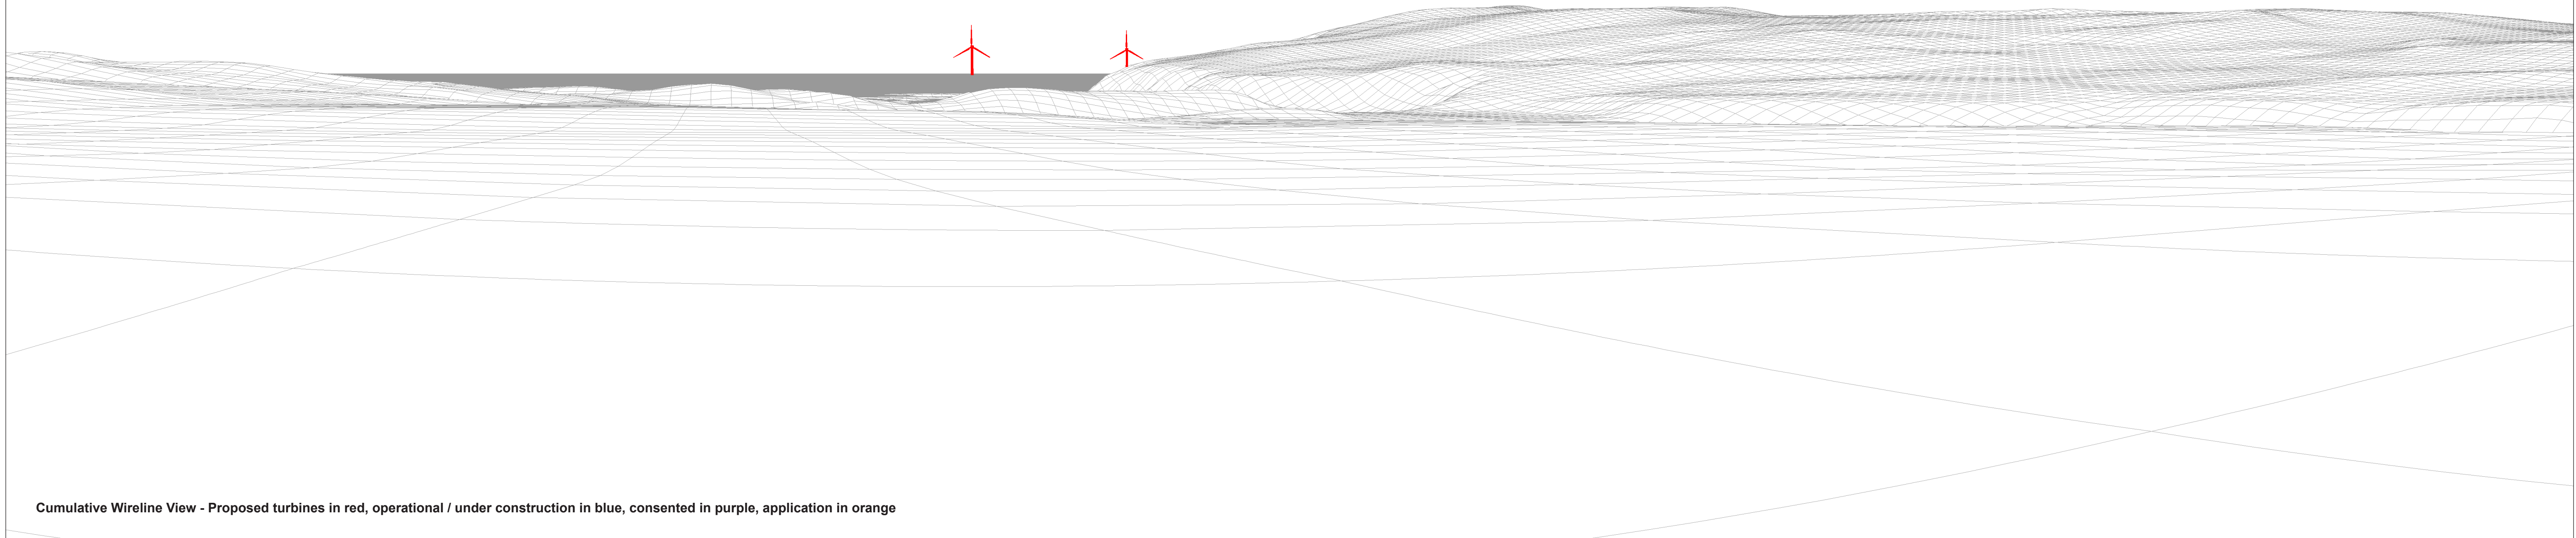 Cumulative Wireline View - Proposed turbines in red, operational / under construction in blue, consented in purple, application in orange